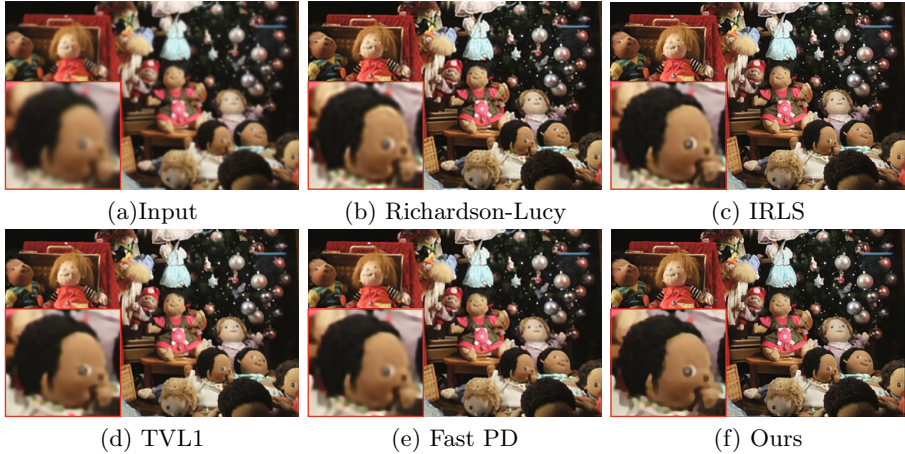 (a)Input
(b) Richardson-Lucy
(c) IRLS
(d) TVL1
(e) Fast PD
(f) Ours